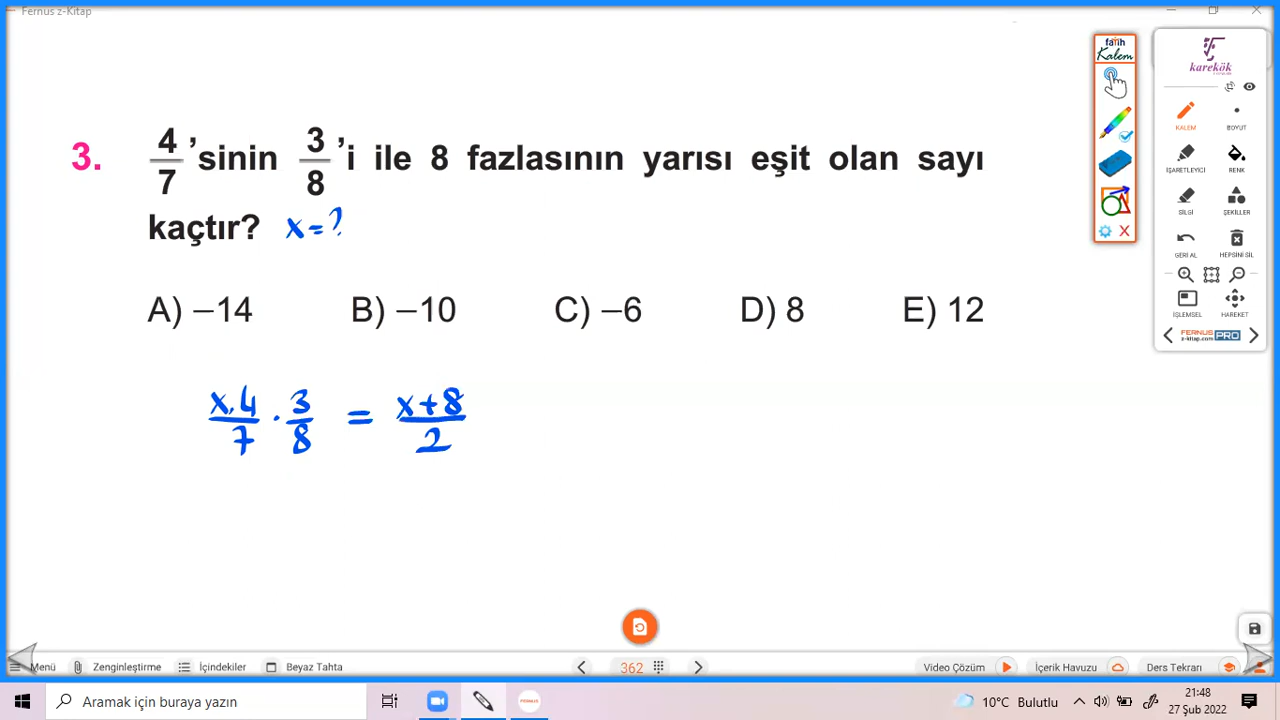 Fernus z-Kitap
3. 4/7 'sinin 3/8 'i ile 8 fazlasının yarısı eşit olan sayı
kaçtır? x=?
A) –14 B) –10 C) –6 D) 8 E) 12
x.4/7 · 3/8 = x+8/2
fatih
Kalem
karekök
KALEM BOYUT
İŞARETLEYİCİ RENK
SİLGİ ŞEKİLLER
GERİ AL HEPSİNİ SİL
İŞLEMSEL HAREKET
FERNUS PRO
z-kitap.com
Menü Zenginleştirme İçindekiler Beyaz Tahta 362 Video Çözüm İçerik Havuzu Ders Tekrarı
Aramak için buraya yazın FERNUS 10°C Bulutlu 21:48
27 Şub 2022